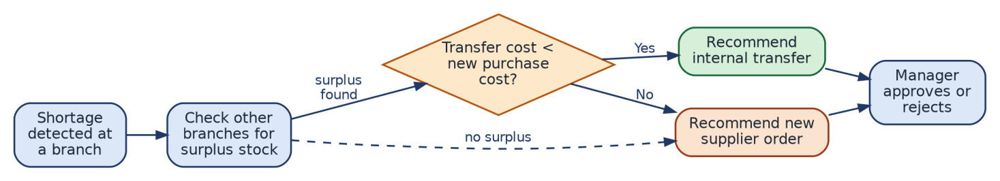 Shortage
detected at
a branch
Check other
branches for
surplus stock
surplus
found
no surplus
Transfer cost <
new purchase
cost?
Yes
No
Recommend
internal transfer
Recommend new
supplier order
Manager
approves or
rejects